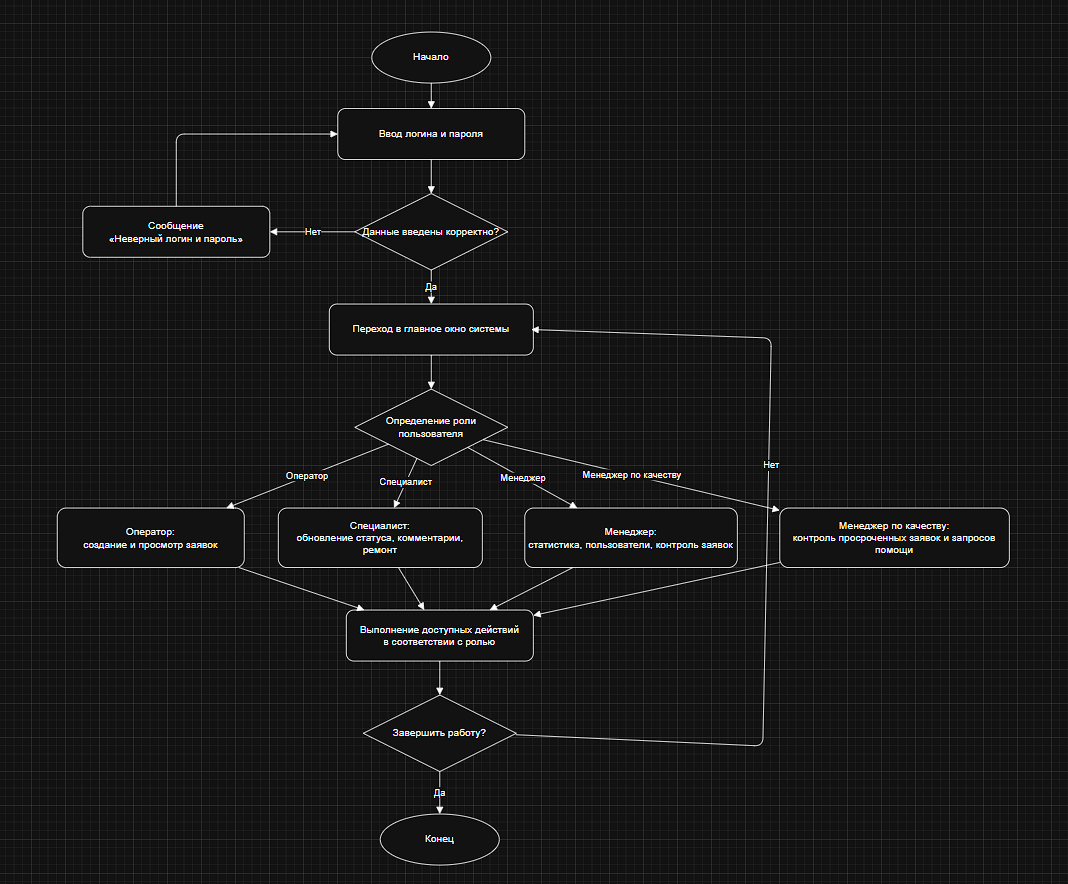 Начало
Ввод логина и пароля
Сообщение
«Неверный логин и пароль»
Нет
Данные введены корректно?
Да
Переход в главное окно системы
Определение роли
пользователя
Оператор
Специалист
Менеджер
Менеджер по качеству
Нет
Оператор:
создание и просмотр заявок
Специалист:
обновление статуса, комментарии,
ремонт
Менеджер:
статистика, пользователи, контроль заявок
Менеджер по качеству:
контроль просроченных заявок и запросов
помощи
Выполнение доступных действий
в соответствии с ролью
Завершить работу?
Да
Конец